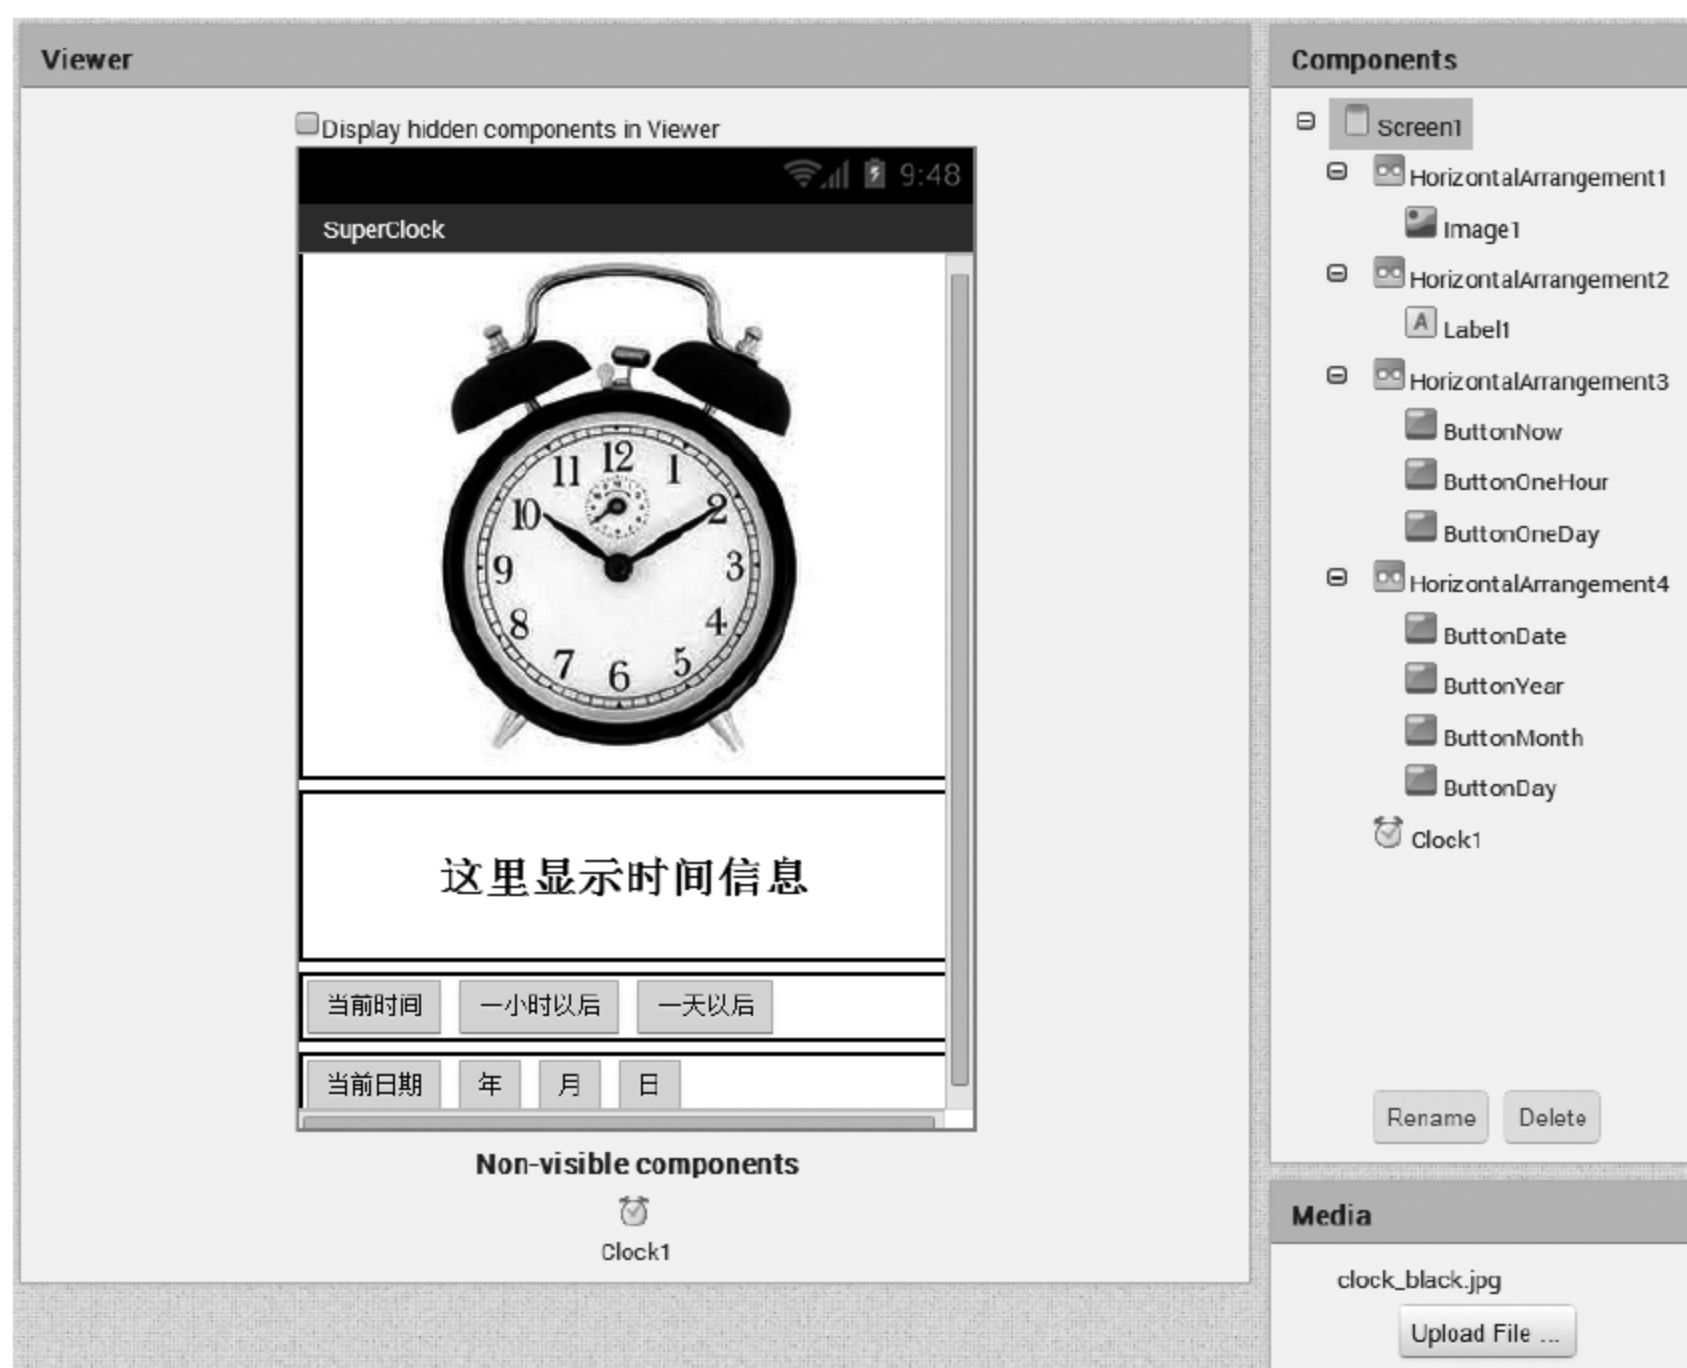 Viewer
Display hidden components in Viewer
9:48
SuperClock
12
11
1
10
2
9
3
8
4
7
5
6
这里显示时间信息
当前时间 一小时以后 一天以后
当前日期 年 月 日
Non-visible components
Clock1
Components
Screen1
HorizontalArrangement1
Image1
HorizontalArrangement2
A Label1
HorizontalArrangement3
ButtonNow
ButtonOneHour
ButtonOneDay
HorizontalArrangement4
ButtonDate
ButtonYear
ButtonMonth
ButtonDay
Clock1
Rename Delete
Media
clock_black.jpg
Upload File ...